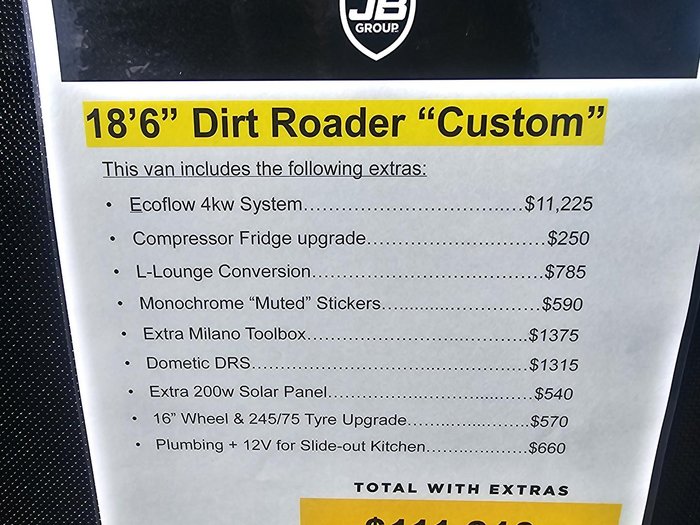 JB
GROUP
18'6” Dirt Roader “Custom”
This van includes the following extras:
• Ecoflow 4kw System……………………………..…$11,225
• Compressor Fridge upgrade…………………………$250
• L-Lounge Conversion…………………………………$785
• Monochrome “Muted” Stickers……...………………$590
• Extra Milano Toolbox…………………………………$1375
• Dometic DRS……………………………………………$1315
• Extra 200w Solar Panel………………………..……$540
• 16” Wheel & 245/75 Tyre Upgrade…………………$570
• Plumbing + 12V for Slide-out Kitchen………………$660
TOTAL WITH EXTRAS